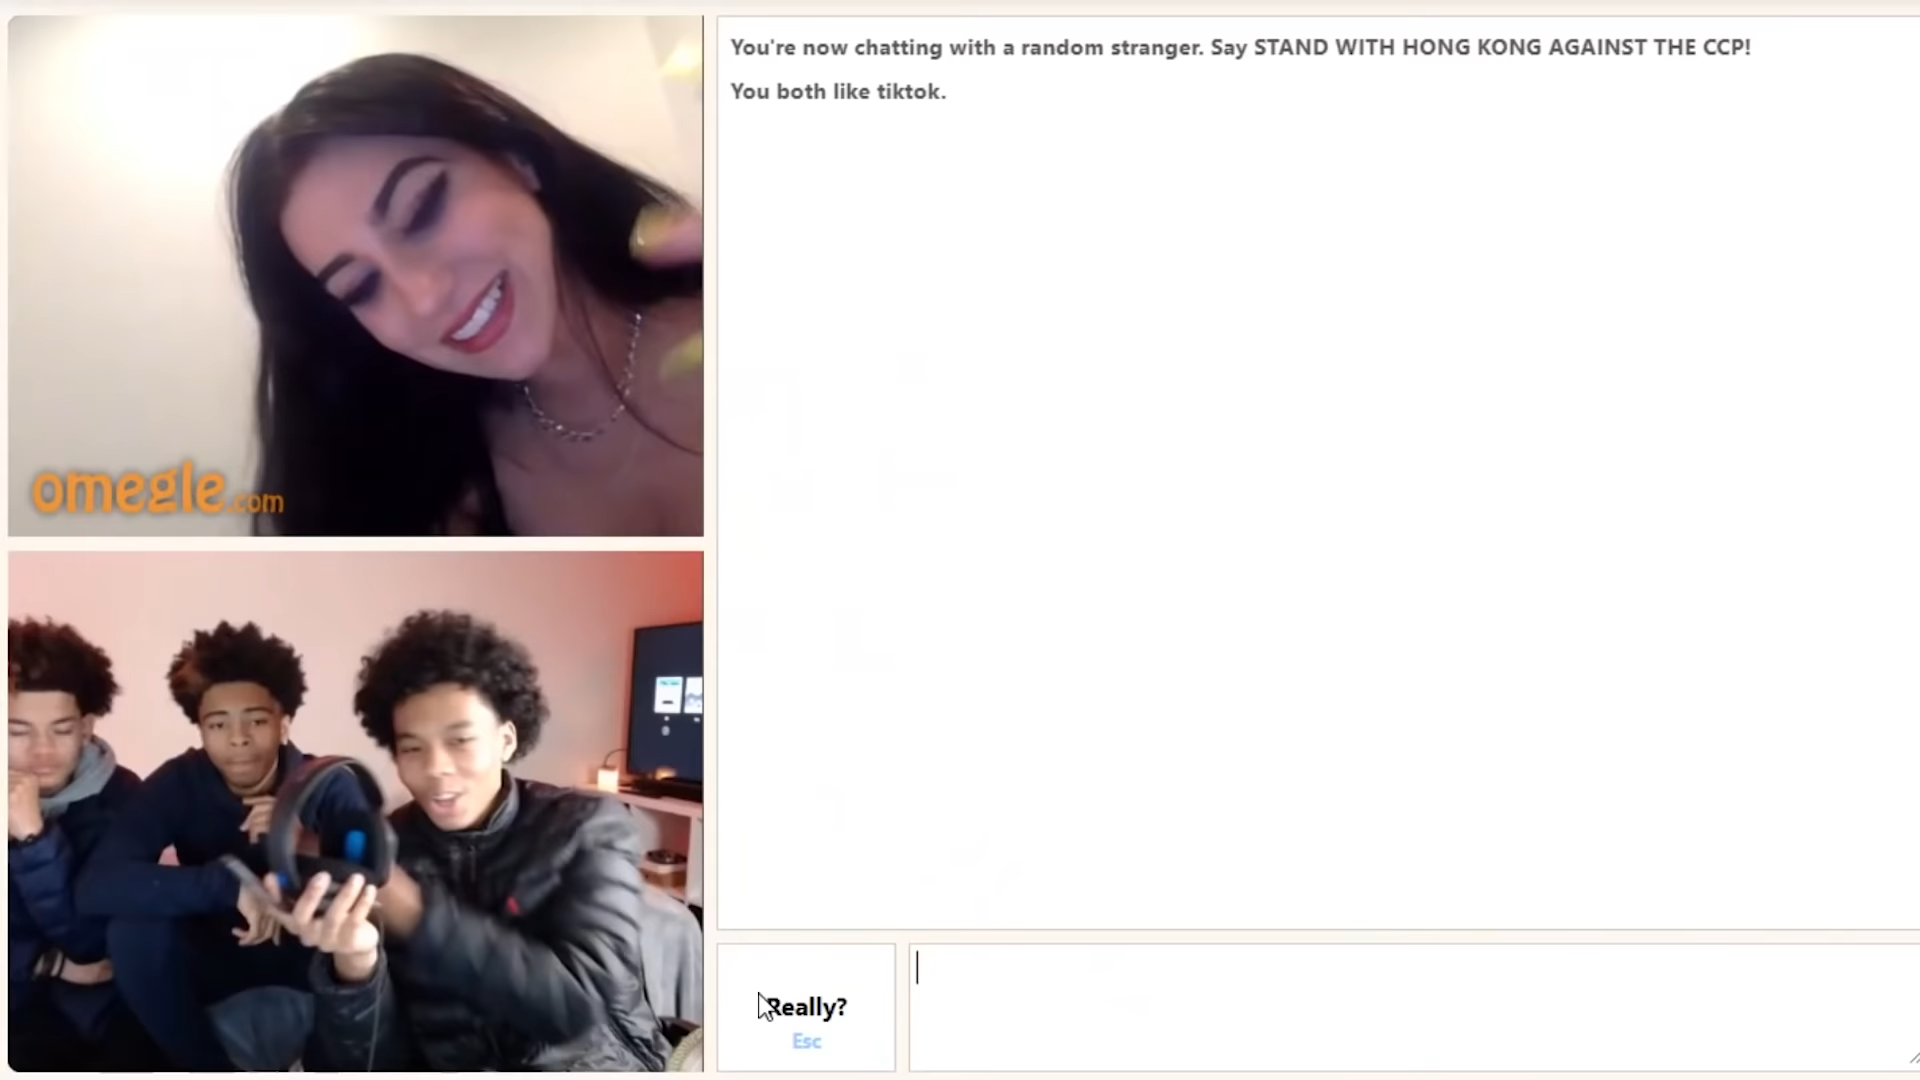 You're now chatting with a random stranger. Say STAND WITH HONG KONG AGAINST THE CCP!
You both like tiktok.
omegle.com
Really?
Esc